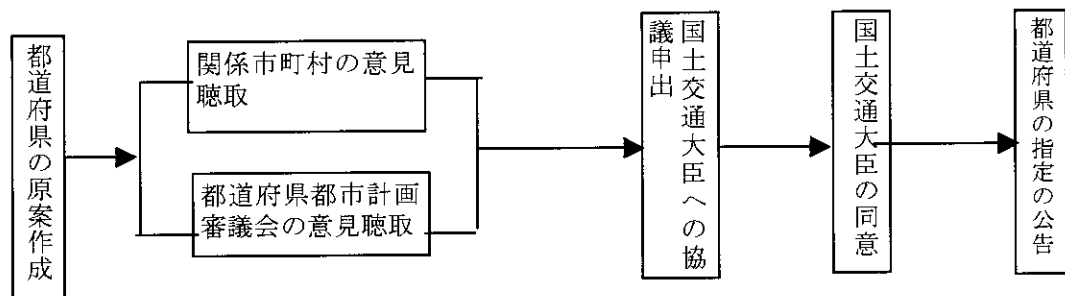 都道府県の原案作成
関係市町村の意見
聴取
都道府県都市計画
審議会の意見聴取
国土交通大臣への協
議申出
国土交通大臣の同意
都道府県の指定の公告